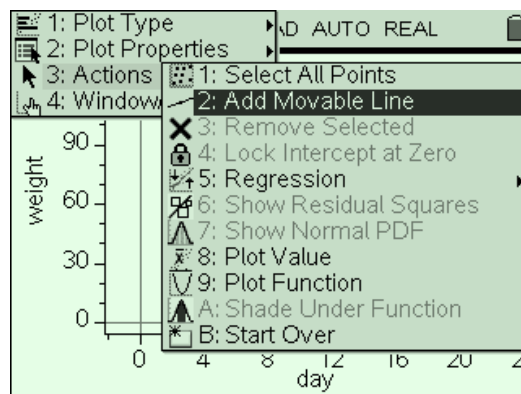 1: Plot Type
AD AUTO REAL
2: Plot Properties
3: Actions
4: Window
1: Select All Points
2: Add Movable Line
3: Remove Selected
4: Lock Intercept at Zero
5: Regression
6: Show Residual Squares
7: Show Normal PDF
8: Plot Value
9: Plot Function
A: Shade Under Function
B: Start Over
weight
90
60
30
0
0 4 8 12 16 20 2
day